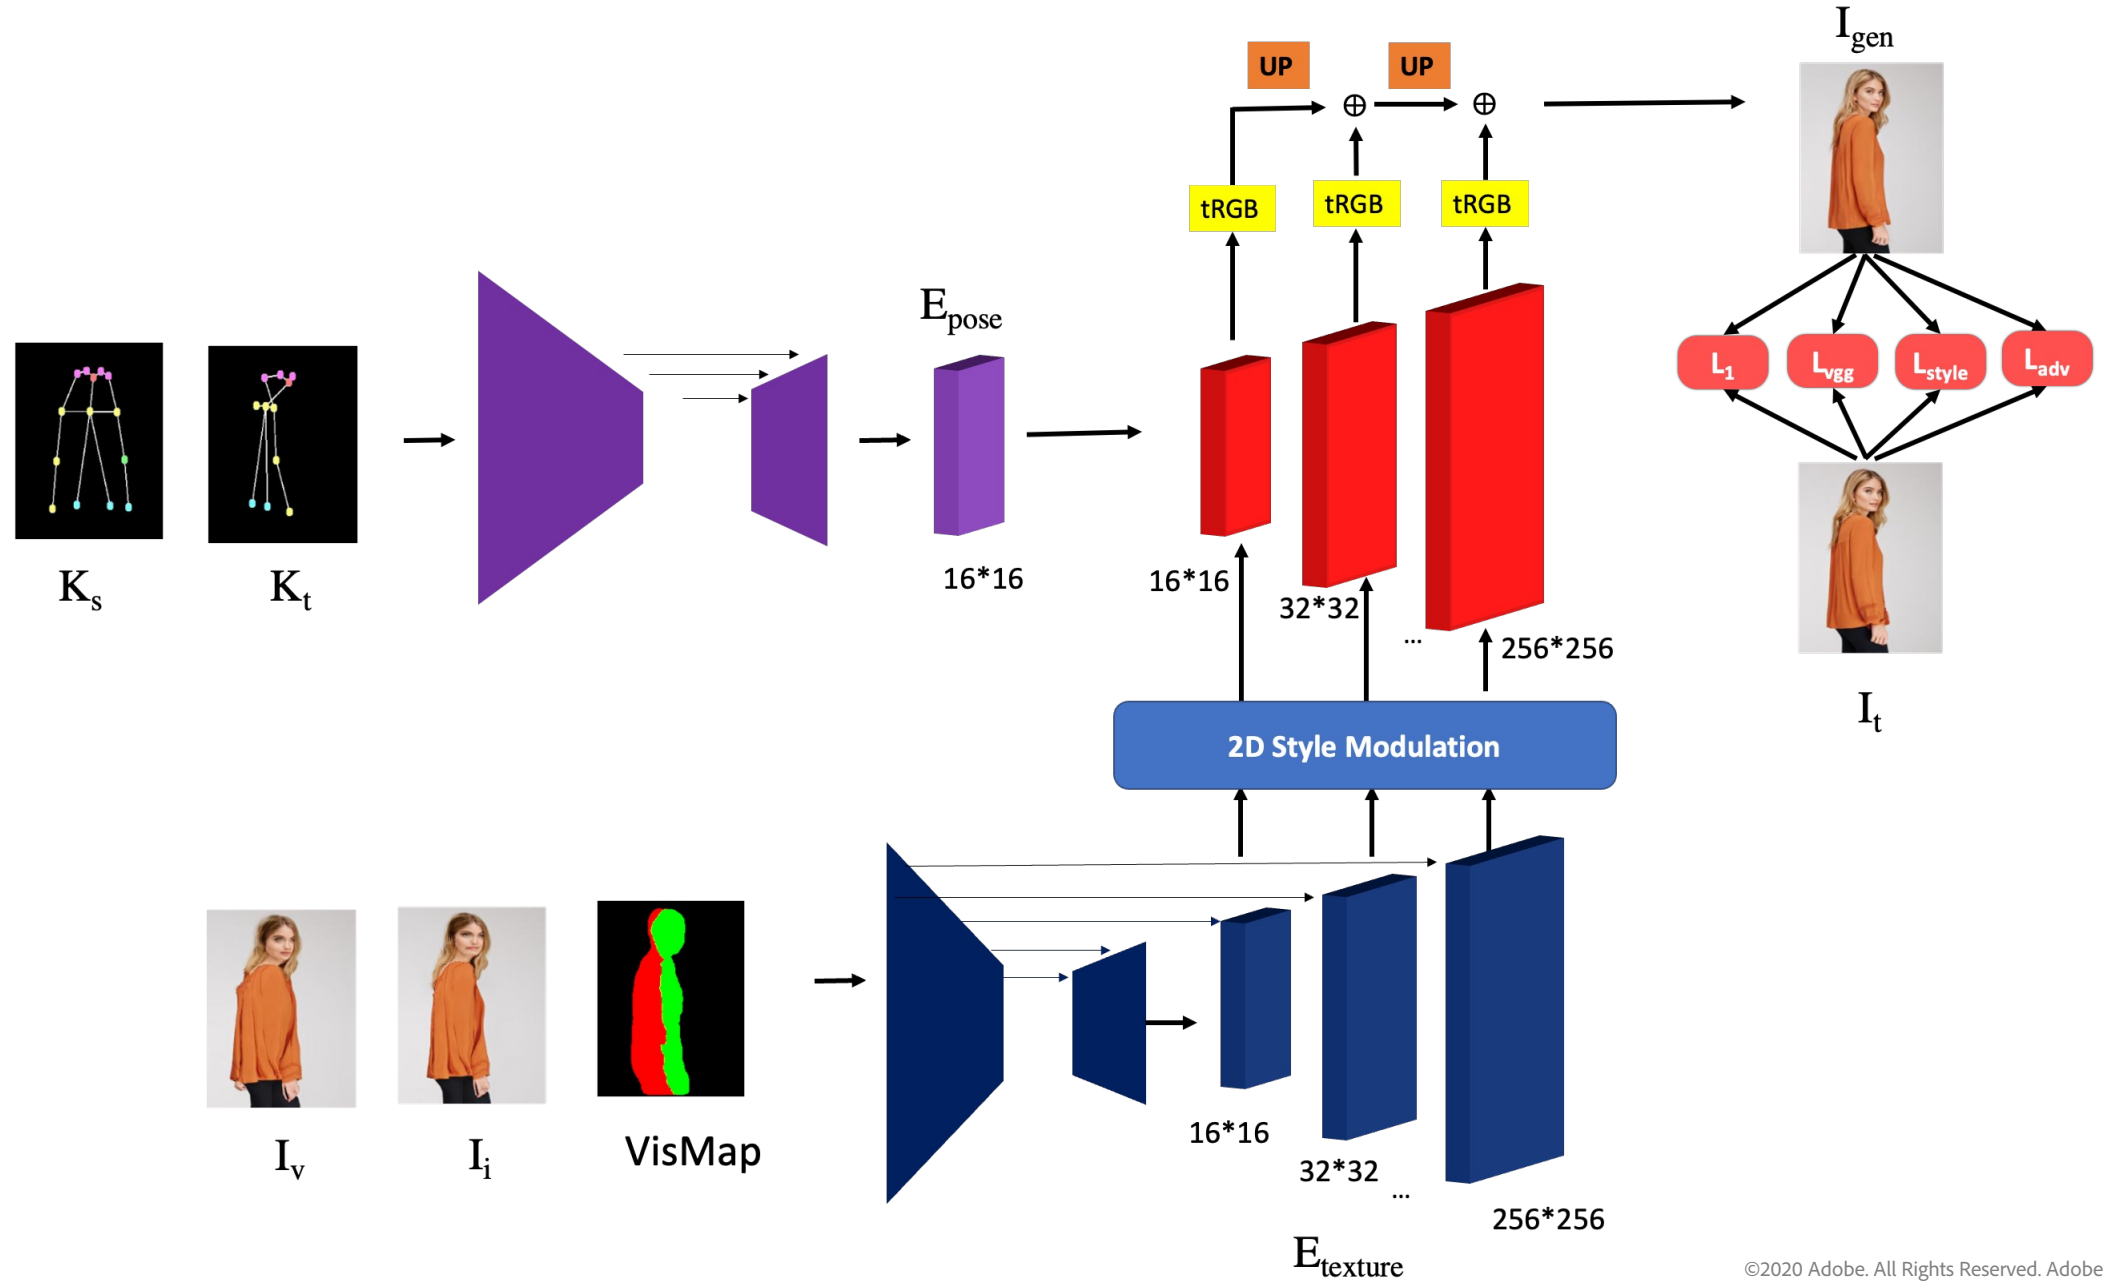 I_gen
UP
UP
tRGB
tRGB
tRGB
E_pose
L_1
L_vgg
L_style
L_adv
16*16
16*16
32*32
...
256*256
K_s
K_t
I_t
2D Style Modulation
I_v
I_i
VisMap
16*16
32*32
...
256*256
E_texture
©2020 Adobe. All Rights Reserved. Adobe